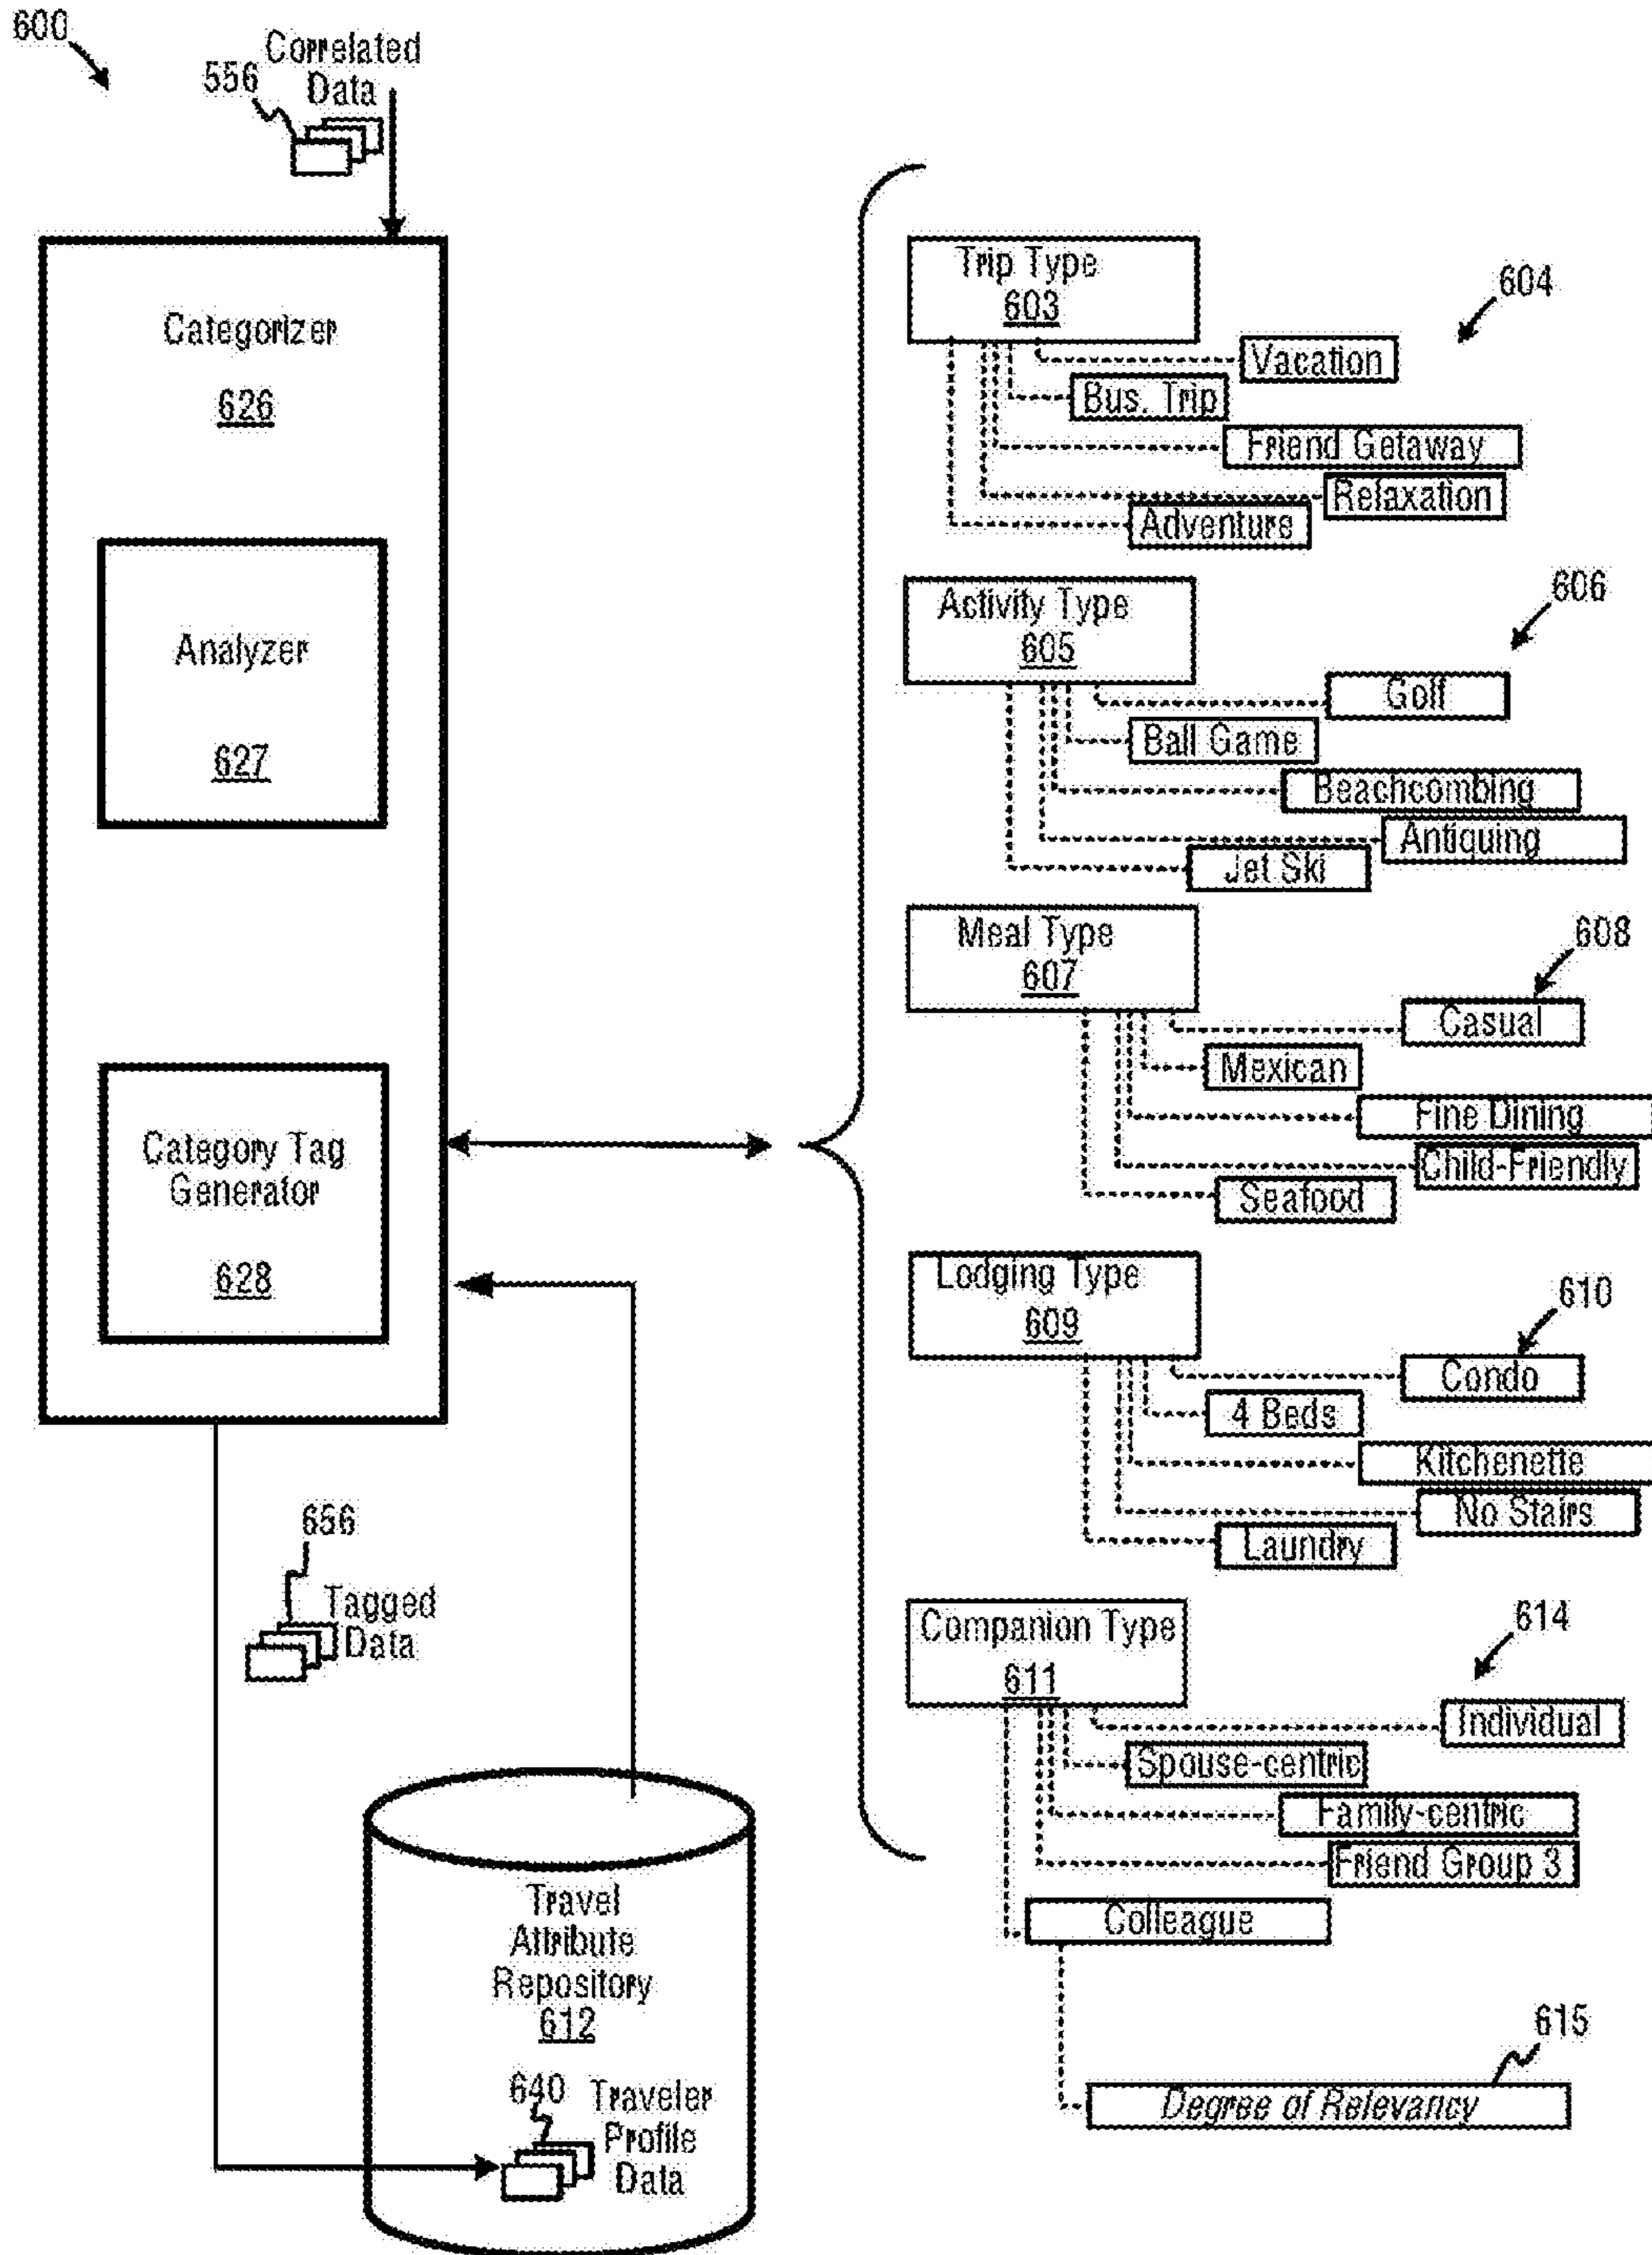 600
Correlated
Data
556
Categorizer
626
Analyzer
627
Category Tag
Generator
628
656
Tagged
Data
Travel
Attribute
Repository
612
640
Traveler
Profile
Data
Trip Type
603
604
Vacation
Bus. Trip
Friend Getaway
Relaxation
Adventure
Activity Type
605
606
Golf
Ball Game
Beachcombing
Antiquing
Jet Ski
Meal Type
607
608
Casual
Mexican
Fine Dining
Child-Friendly
Seafood
Lodging Type
609
610
Condo
4 Beds
Kitchenette
No Stairs
Laundry
Companion Type
611
614
Individual
Spouse-centric
Family-centric
Friend Group 3
Colleague
615
Degree of Relevancy